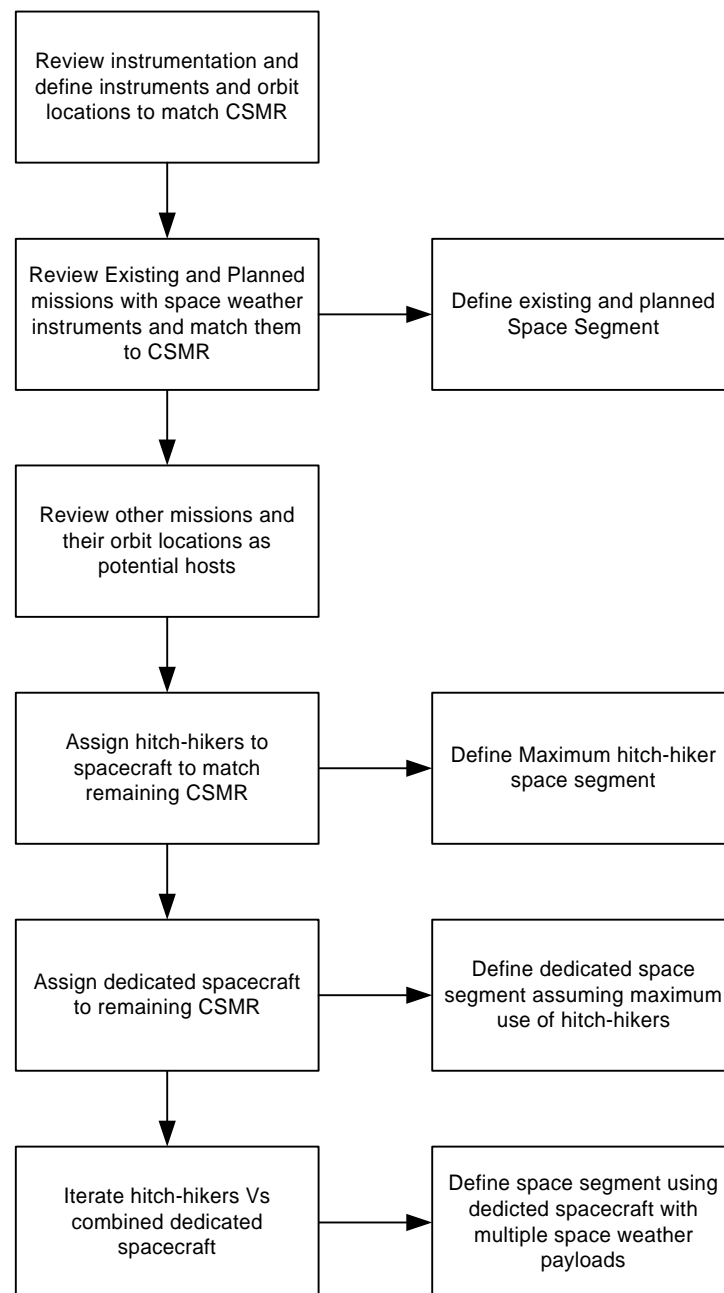 Review instrumentation and
define instruments and orbit
locations to match CSMR
Review Existing and Planned
missions with space weather
instruments and match them
to CSMR
Define existing and planned
Space Segment
Review other missions and
their orbit locations as
potential hosts
Assign hitch-hikers to
spacecraft to match
remaining CSMR
Define Maximum hitch-hiker
space segment
Assign dedicated spacecraft
to remaining CSMR
Define dedicated space
segment assuming maximum
use of hitch-hikers
Iterate hitch-hikers Vs
combined dedicated
spacecraft
Define space segment using
dedicted spacecraft with
multiple space weather
payloads